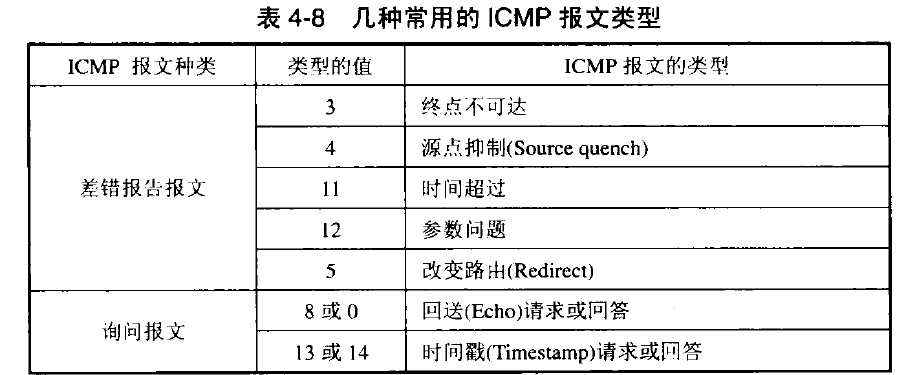 表 4-8 几种常用的 ICMP 报文类型
ICMP 报文种类 类型的值 ICMP 报文的类型
差错报告报文
3 终点不可达
4 源点抑制(Source quench)
11 时间超过
12 参数问题
5 改变路由(Redirect)
询问报文
8 或 0 回送(Echo)请求或回答
13 或 14 时间戳(Timestamp)请求或回答